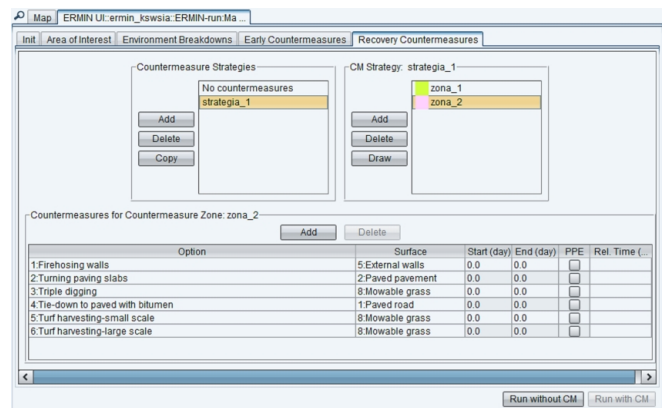 Map ERMIN UI::ermin_kswsia::ERMIN-run:Ma ...
Init Area of Interest Environment Breakdowns Early Countermeasures Recovery Countermeasures
Countermeasure Strategies
No countermeasures
strategia_1
Add
Delete
Copy
CM Strategy: strategia_1
zona_1
zona_2
Add
Delete
Draw
Countermeasures for Countermeasure Zone: zona_2
Add Delete
Option Surface Start (day) End (day) PPE Rel. Time (...
1:Firehosing walls 5:External walls 0.0 0.0
2:Turning paving slabs 2:Paved pavement 0.0 0.0
3:Triple digging 8:Mowable grass 0.0 0.0
4:Tie-down to paved with bitumen 1:Paved road 0.0 0.0
5:Turf harvesting-small scale 8:Mowable grass 0.0 0.0
6:Turf harvesting-large scale 8:Mowable grass 0.0 0.0
Run without CM Run with CM